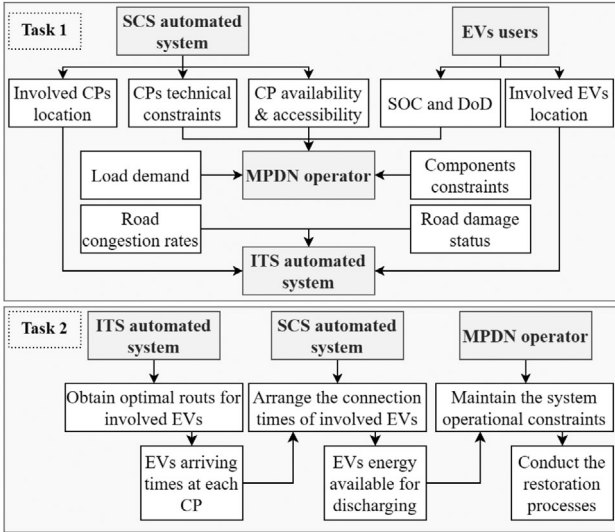 Task 1
SCS automated
system
EVs users
Involved CPs
location
CPs technical
constraints
CP availability
& accessibility
SOC and DoD
Involved EVs
location
Load demand
MPDN operator
Components
constraints
Road
congestion rates
Road damage
status
ITS automated
system
Task 2
ITS automated
system
SCS automated
system
MPDN operator
Obtain optimal routs for
involved EVs
Arrange the connection
times of involved EVs
Maintain the system
operational constraints
EVs arriving
times at each
CP
EVs energy
available for
discharging
Conduct the
restoration
processes